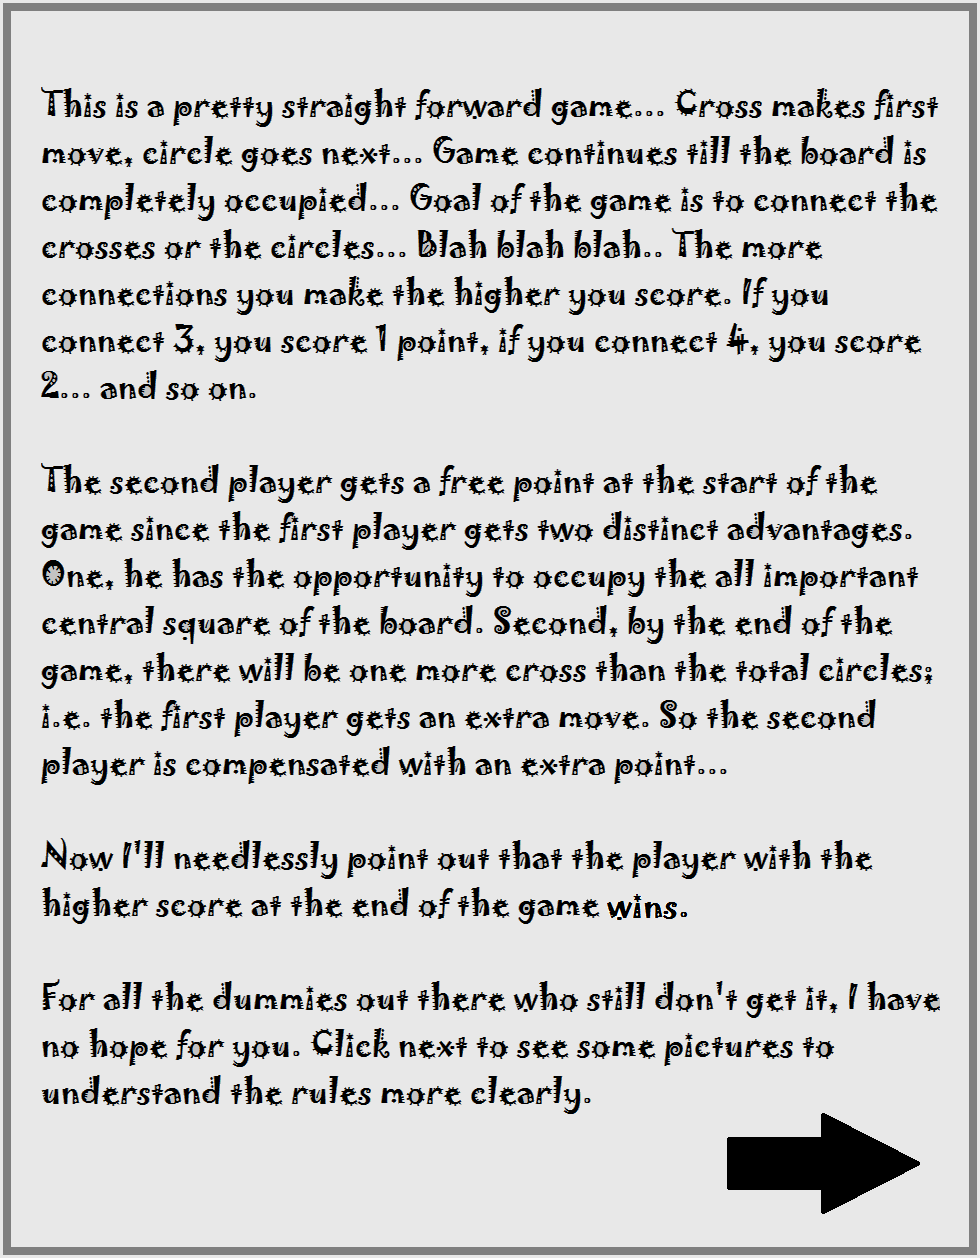 This is a pretty straight forward game... Cross makes first
move, circle goes next... Game continues till the board is
completely occupied... Goal of the game is to connect the
crosses or the circles... Blah blah blah.. The more
connections you make the higher you score. If you
connect 3, you score 1 point, if you connect 4, you score
2... and so on.
The second player gets a free point at the start of the
game since the first player gets two distinct advantages.
One, he has the opportunity to occupy the all important
central square of the board. Second, by the end of the
game, there will be one more cross than the total circles;
i.e. the first player gets an extra move. So the second
player is compensated with an extra point...
Now I'll needlessly point out that the player with the
higher score at the end of the game wins.
For all the dummies out there who still don't get it, I have
no hope for you. Click next to see some pictures to
understand the rules more clearly.